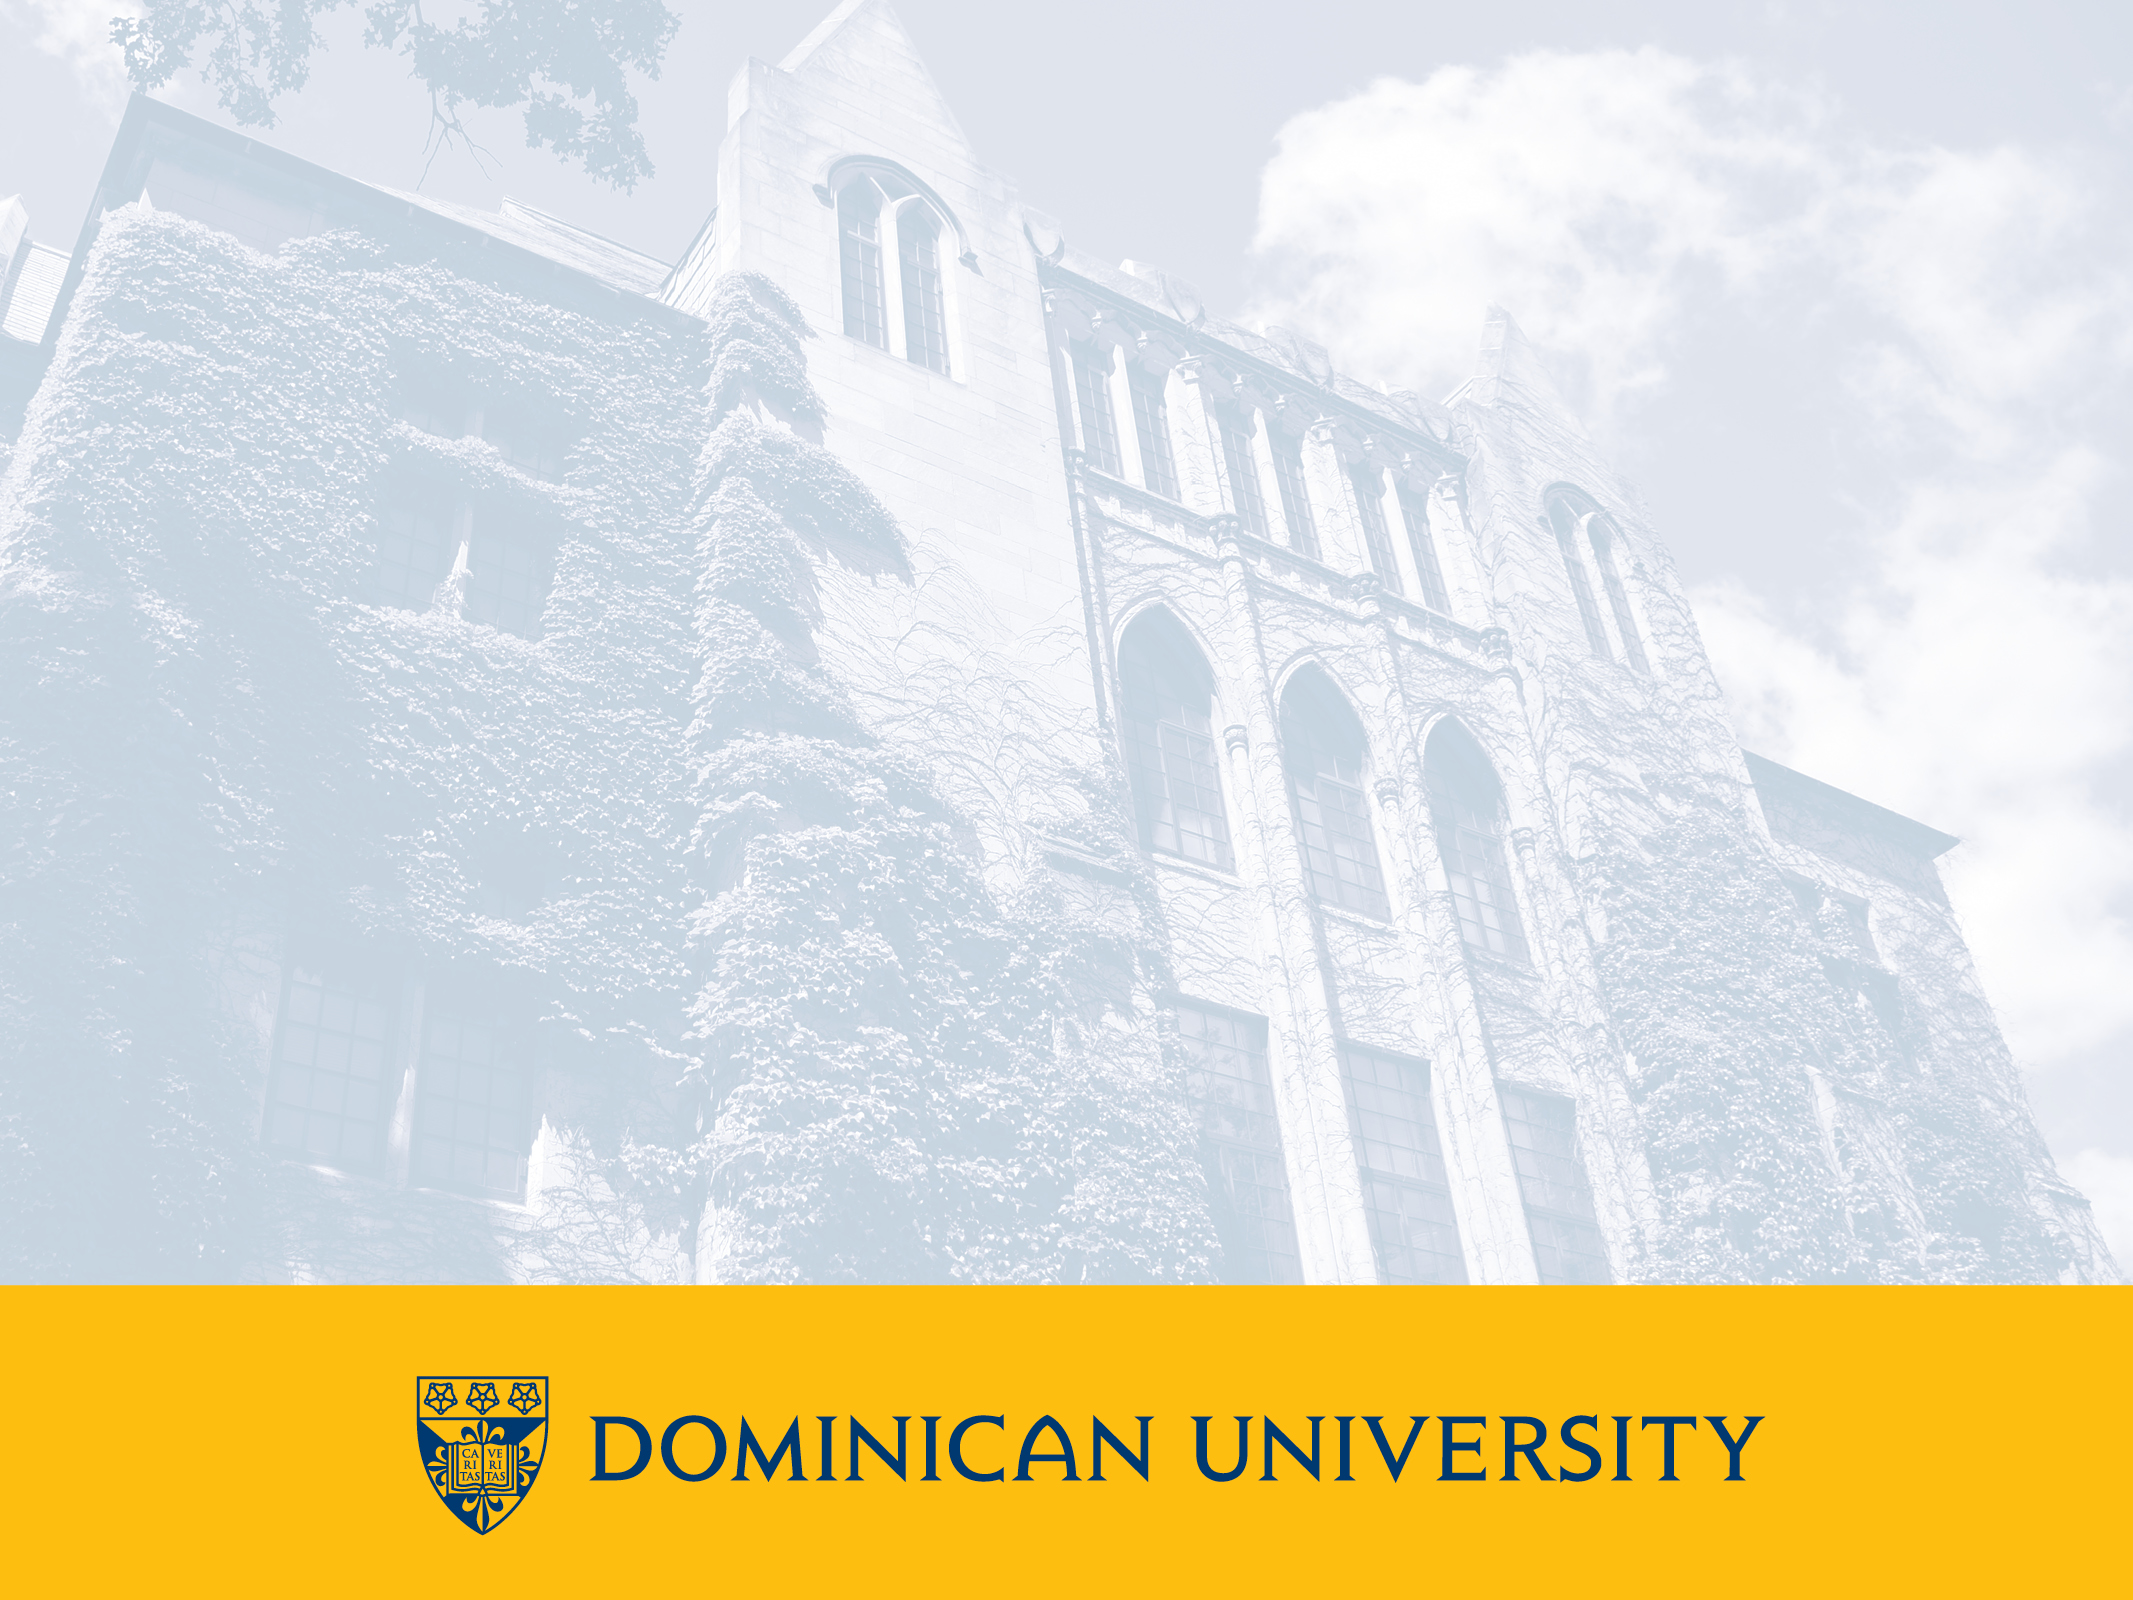 CA VE
RI RI
TAS TAS
DOMINICAN UNIVERSITY